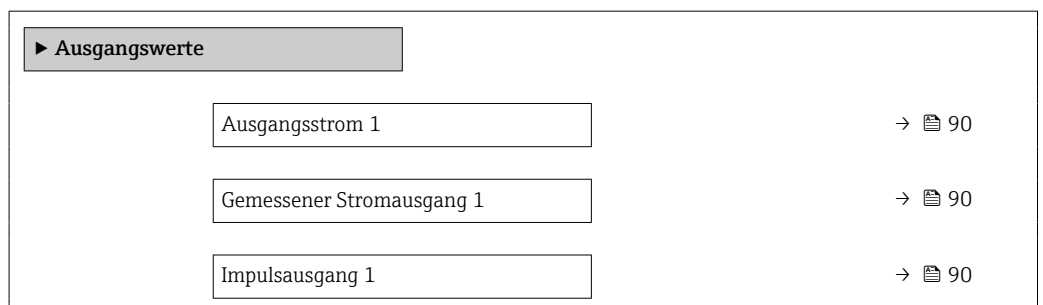 ▶ Ausgangswerte
Ausgangsstrom 1 → 90
Gemessener Stromausgang 1 → 90
Impulsausgang 1 → 90